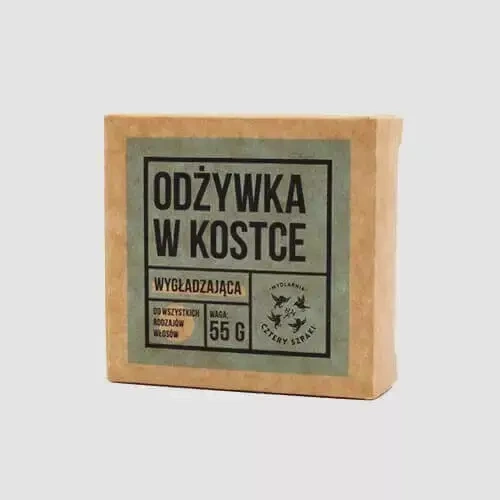 ODŻYWKA
W KOSTCE
WYGŁADZAJĄCA
DO WSZYSTKICH
RODZAJÓW
WŁOSÓW
WAGA:
55 G
MYDLARNIA
CZTERY SZPAKI